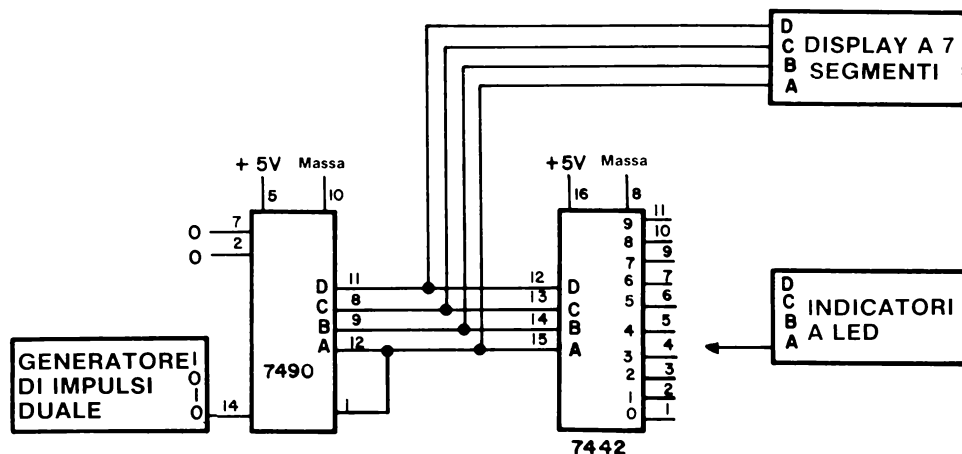 D
C
B
A
DISPLAY A 7
SEGMENTI
+ 5V
Massa
5
10
7
0
2
0
D
C
B
A
11
8
9
12
7490
1
GENERATORE
DI IMPULSI
DUALE
1
0
1
0
14
+5V
Massa
16
8
12
13
14
15
D
C
B
A
9
8
7
6
5
4
3
2
1
0
11
10
9
7
6
5
4
3
2
1
7442
D
C
B
A
INDICATORI
A LED